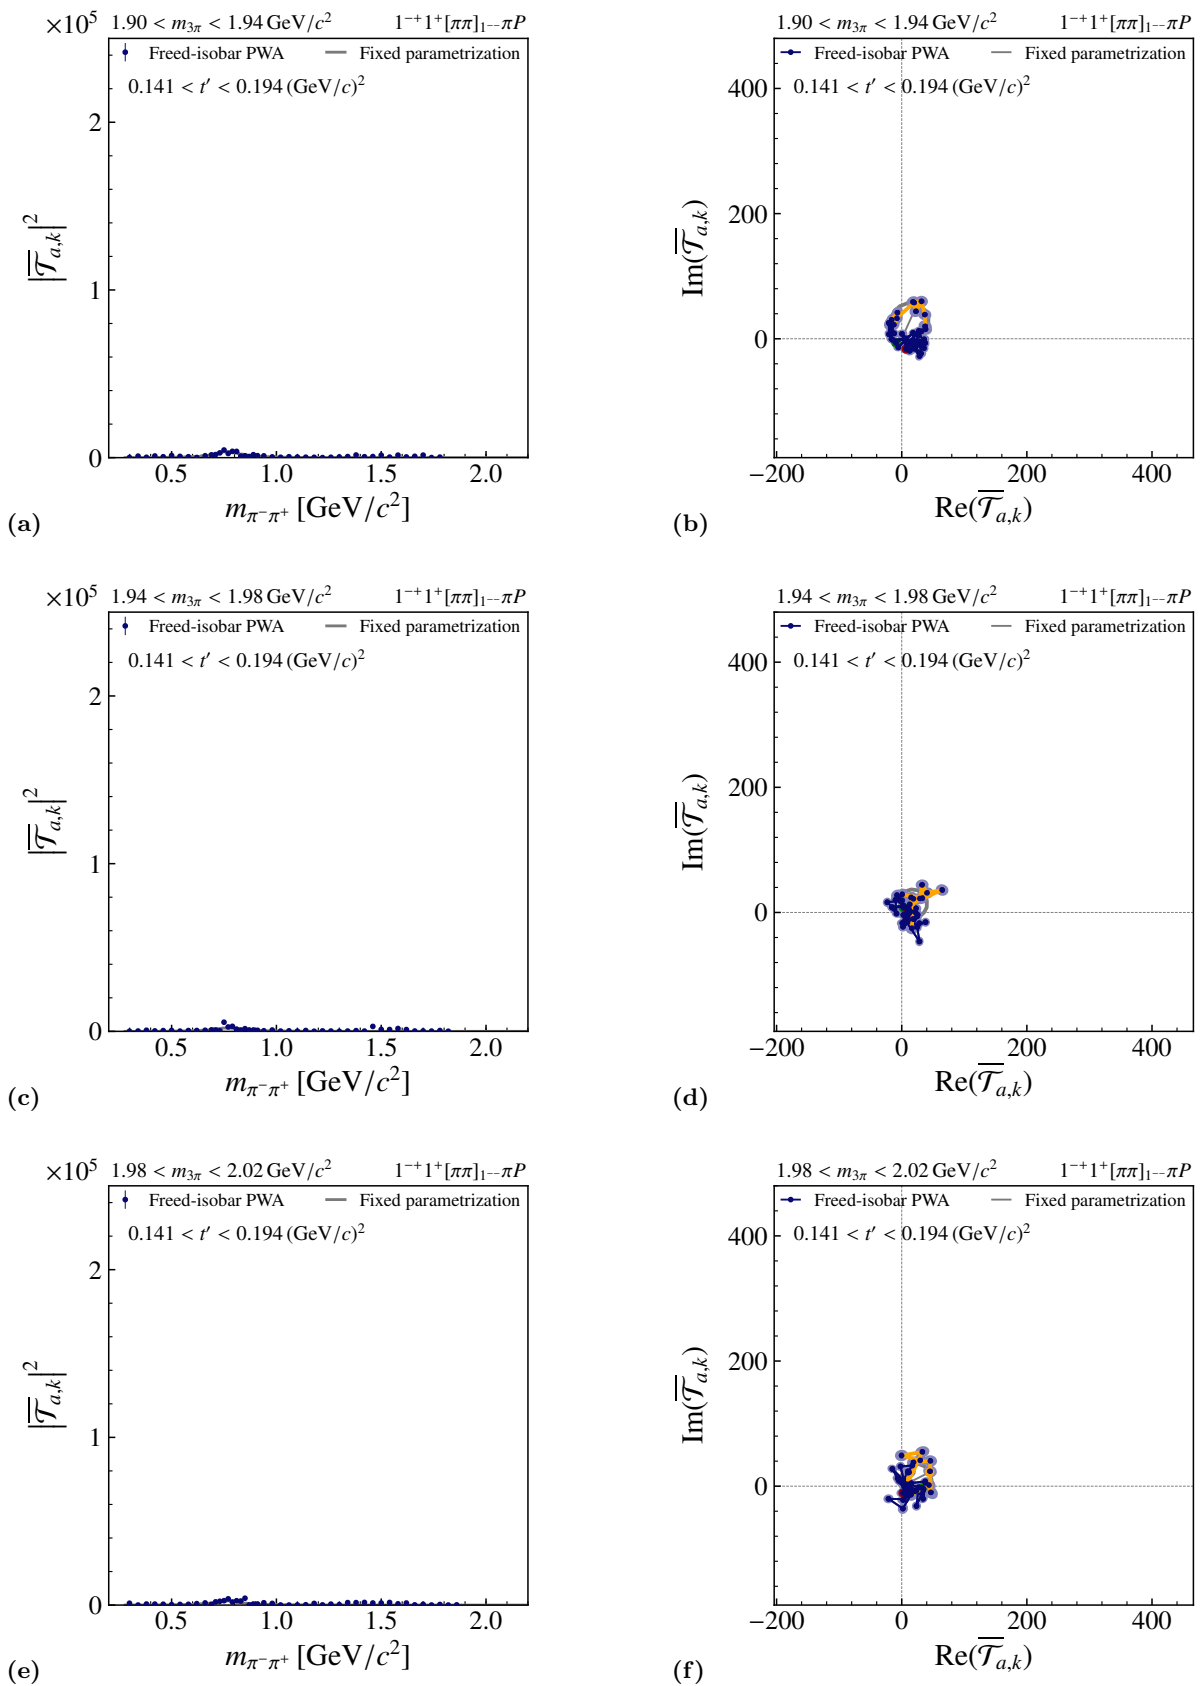 ×10⁵ 1.90 < m₃π < 1.94 GeV/c² 1⁻⁺1⁺[ππ]₁₋₋πP
Freed-isobar PWA Fixed parametrization
0.141 < t′ < 0.194 (GeV/c)²
2
1
0
|T̅ₐ,ₖ|²
0.5 1.0 1.5 2.0
m_π⁻π⁺ [GeV/c²]
(a)
1.90 < m₃π < 1.94 GeV/c² 1⁻⁺1⁺[ππ]₁₋₋πP
Freed-isobar PWA Fixed parametrization
0.141 < t′ < 0.194 (GeV/c)²
400
200
0
Im(T̅ₐ,ₖ)
−200 0 200 400
Re(T̅ₐ,ₖ)
(b)
×10⁵ 1.94 < m₃π < 1.98 GeV/c² 1⁻⁺1⁺[ππ]₁₋₋πP
Freed-isobar PWA Fixed parametrization
0.141 < t′ < 0.194 (GeV/c)²
2
1
0
|T̅ₐ,ₖ|²
0.5 1.0 1.5 2.0
m_π⁻π⁺ [GeV/c²]
(c)
1.94 < m₃π < 1.98 GeV/c² 1⁻⁺1⁺[ππ]₁₋₋πP
Freed-isobar PWA Fixed parametrization
0.141 < t′ < 0.194 (GeV/c)²
400
200
0
Im(T̅ₐ,ₖ)
−200 0 200 400
Re(T̅ₐ,ₖ)
(d)
×10⁵ 1.98 < m₃π < 2.02 GeV/c² 1⁻⁺1⁺[ππ]₁₋₋πP
Freed-isobar PWA Fixed parametrization
0.141 < t′ < 0.194 (GeV/c)²
2
1
0
|T̅ₐ,ₖ|²
0.5 1.0 1.5 2.0
m_π⁻π⁺ [GeV/c²]
(e)
1.98 < m₃π < 2.02 GeV/c² 1⁻⁺1⁺[ππ]₁₋₋πP
Freed-isobar PWA Fixed parametrization
0.141 < t′ < 0.194 (GeV/c)²
400
200
0
Im(T̅ₐ,ₖ)
−200 0 200 400
Re(T̅ₐ,ₖ)
(f)